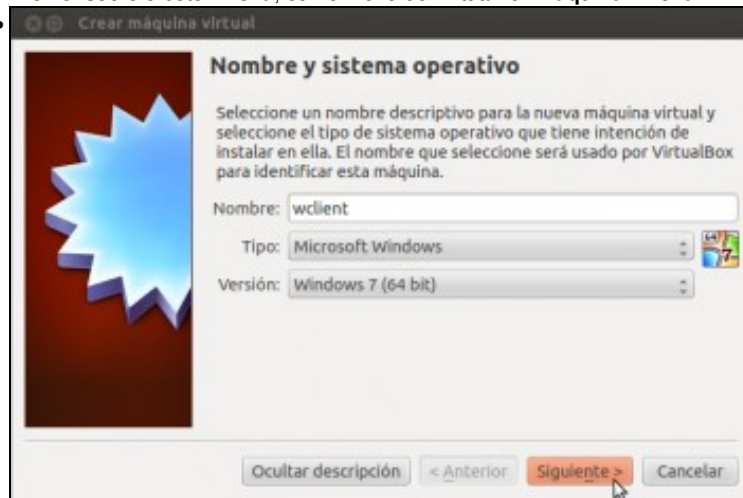 Crear máquina virtual
Nombre y sistema operativo
Seleccione un nombre descriptivo para la nueva máquina virtual y
seleccione el tipo de sistema operativo que tiene intención de
instalar en ella. El nombre que seleccione será usado por VirtualBox
para identificar esta máquina.
Nombre: wclient
Tipo: Microsoft Windows
64
7
Versión: Windows 7 (64 bit)
Ocultar descripción < Anterior Siguiente > Cancelar